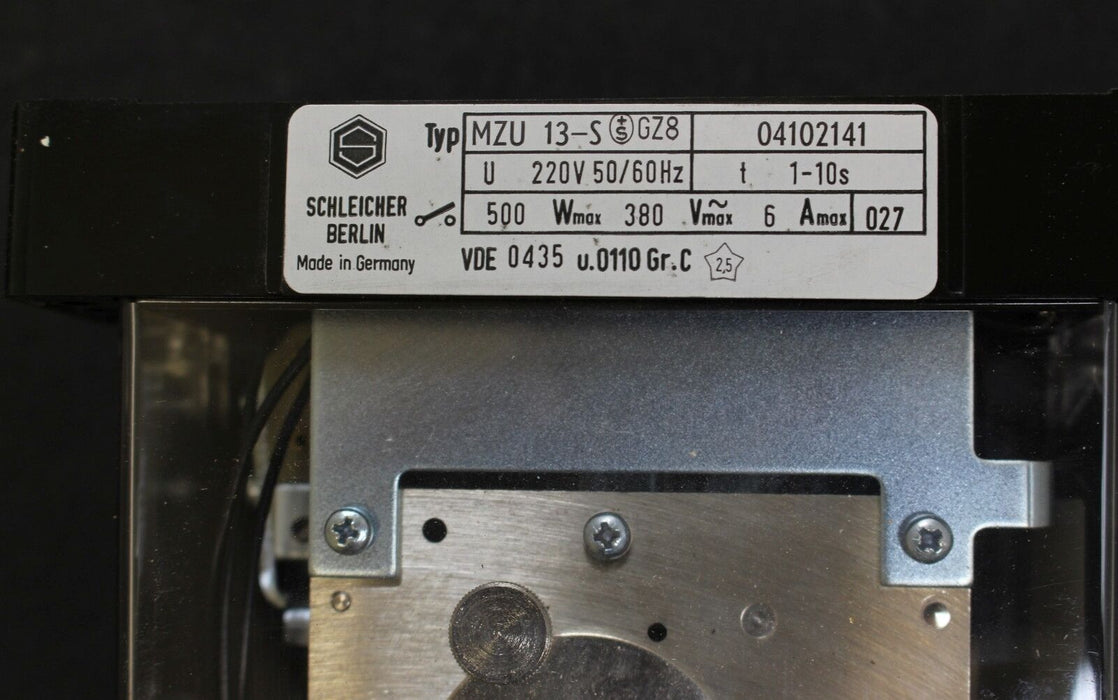 Typ MZU 13-S +S GZ8 04102141
U 220V 50/60Hz t 1-10s
SCHLEICHER 500 Wmax 380 V~max 6 Amax 027
BERLIN
Made in Germany VDE 0435 u.0110 Gr.C 2,5